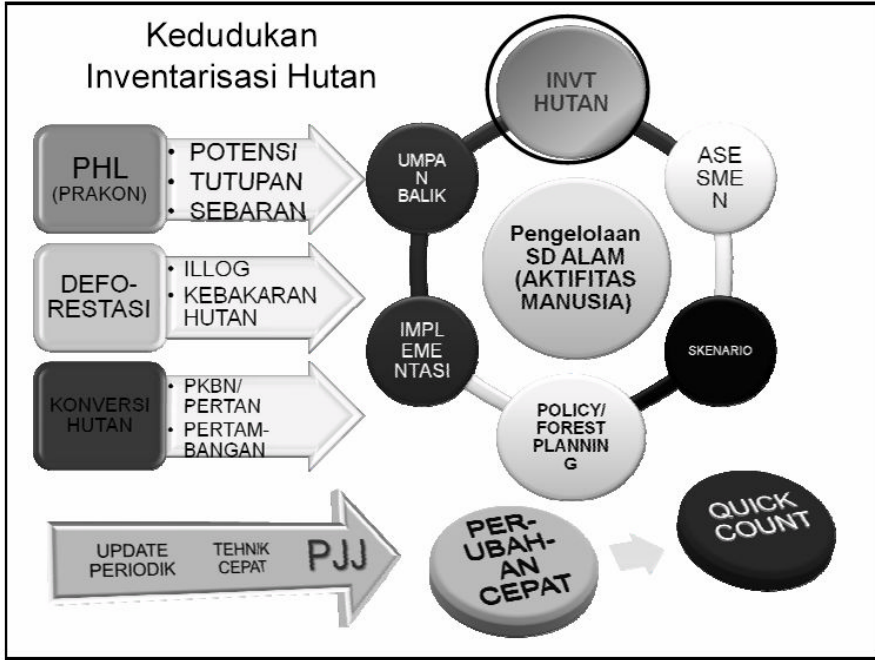 Kedudukan
Inventarisasi Hutan
PHL
(PRAKON)
• POTENSI
• TUTUPAN
• SEBARAN
DEFO-
RESTASI
• ILLOG
• KEBAKARAN
HUTAN
KONVERSI
HUTAN
• PKBN/
PERTAN
• PERTAM-
BANGAN
INVT
HUTAN
ASE
SME
N
SKENARIO
POLICY/
FOREST
PLANNIN
G
IMPL
EME
NTASI
UMPA
N
BALIK
Pengelolaan
SD ALAM
(AKTIFITAS
MANUSIA)
UPDATE
PERIODIK
TEHNIK
CEPAT
PJJ
PER-
UBAH-
AN
CEPAT
QUICK
COUNT